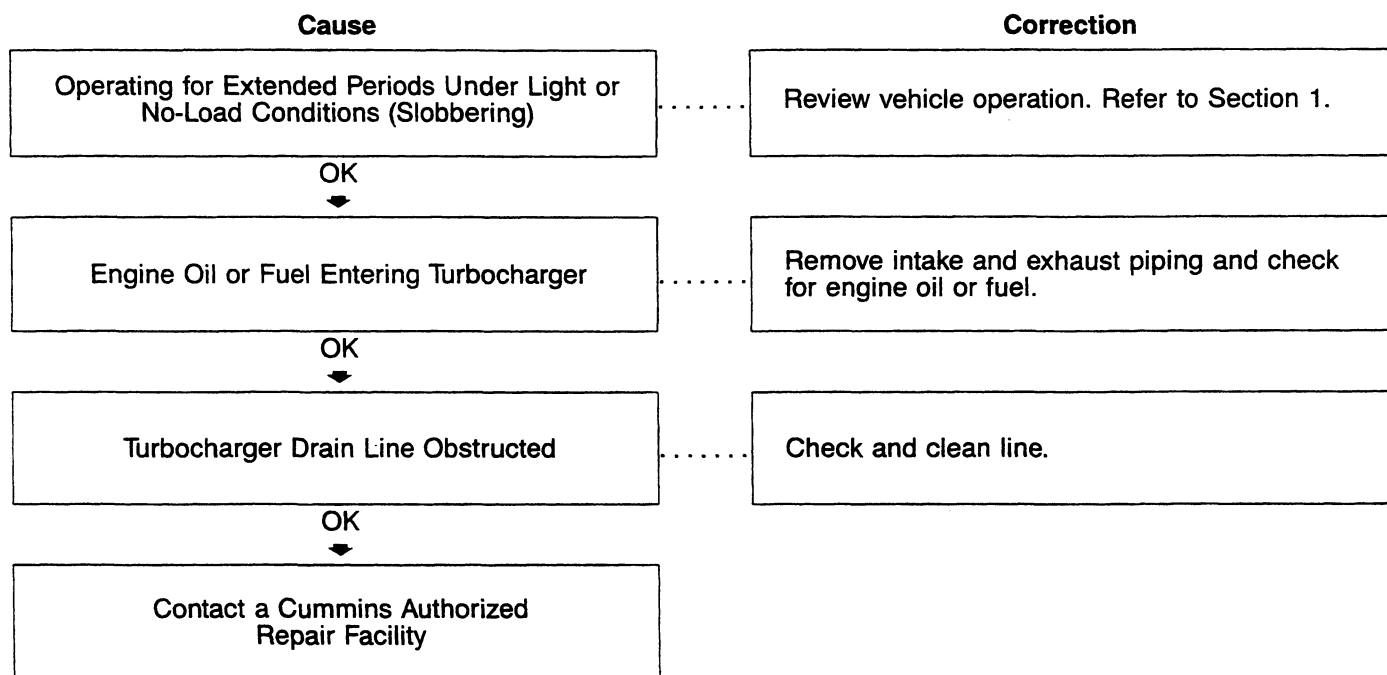 Cause
Correction
Operating for Extended Periods Under Light or
No-Load Conditions (Slobbering)
Review vehicle operation. Refer to Section 1.
OK
Engine Oil or Fuel Entering Turbocharger
Remove intake and exhaust piping and check
for engine oil or fuel.
OK
Turbocharger Drain Line Obstructed
Check and clean line.
OK
Contact a Cummins Authorized
Repair Facility